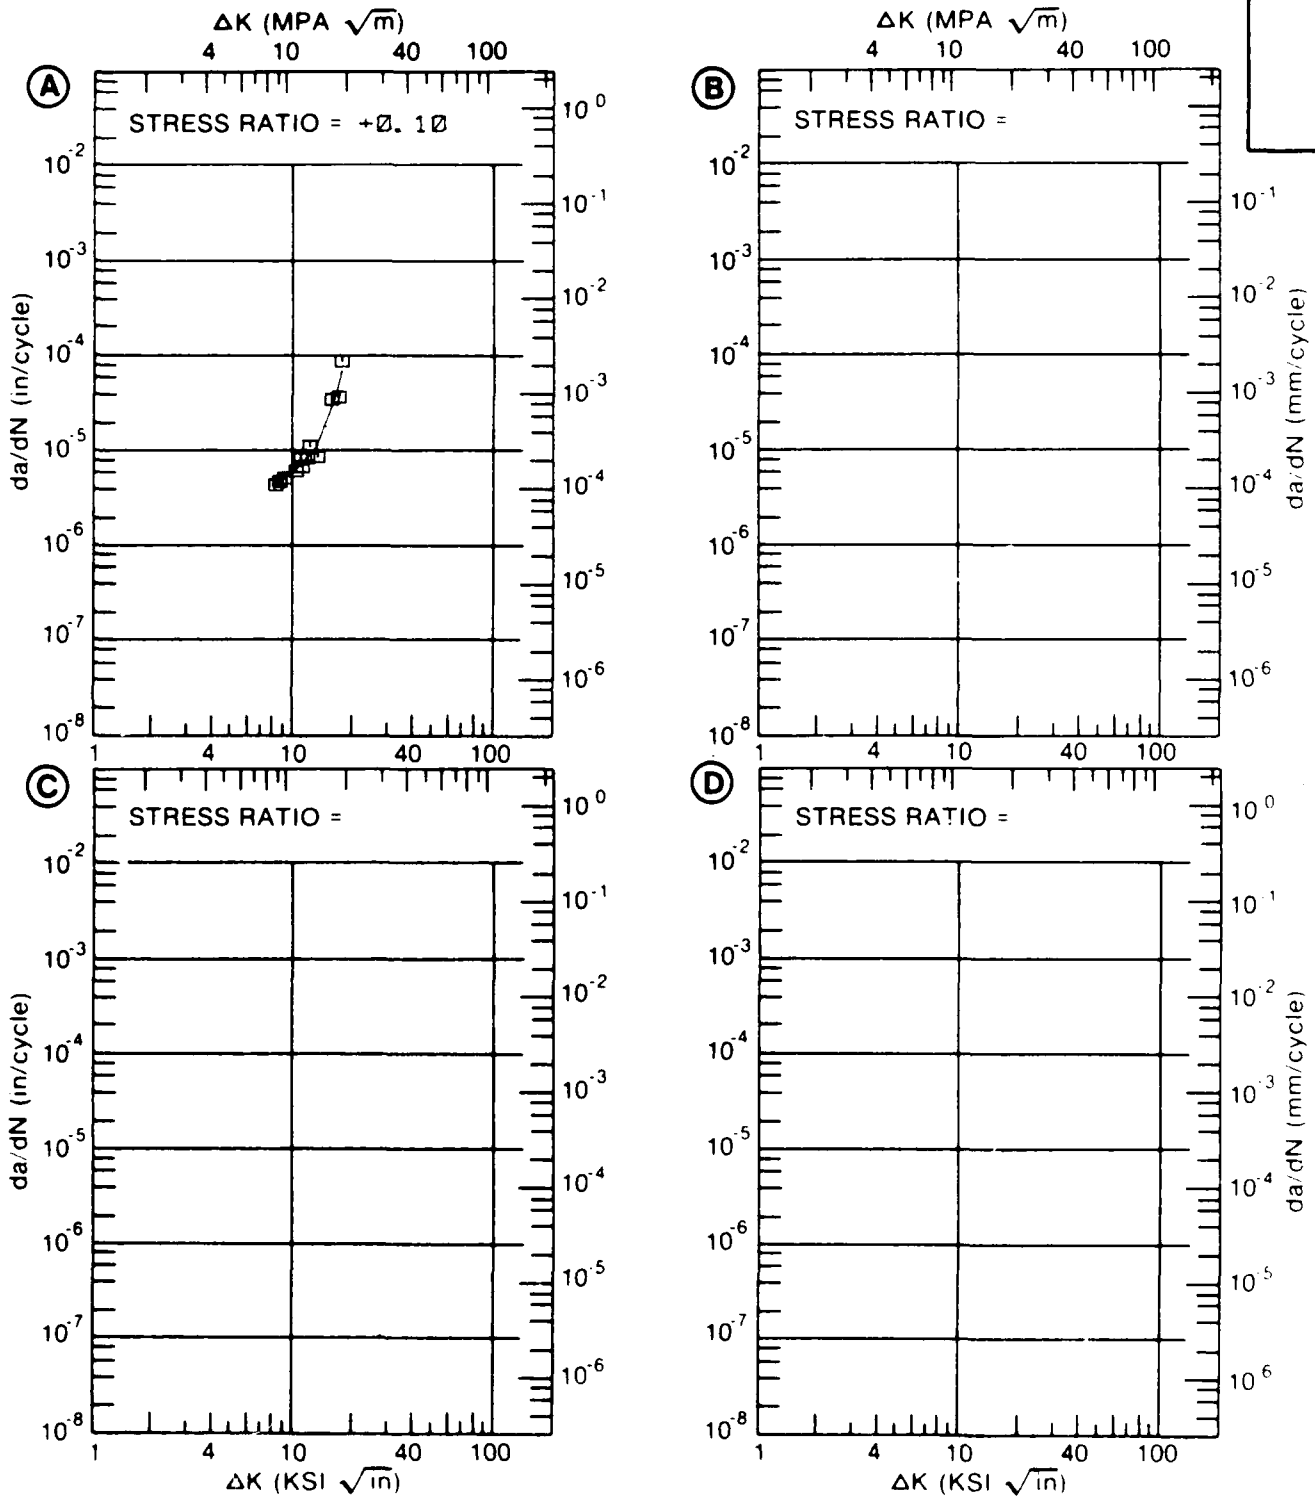 ΔK (MPA √m)
4 10 40 100
A
STRESS RATIO = +0.10
10^0
10^-2
10^-1
10^-3
10^-2
10^-4
10^-3
10^-5
10^-4
10^-6
10^-5
10^-7
10^-6
10^-8
da/dN (in/cycle)
1 4 10 40 100
ΔK (MPA √m)
4 10 40 100
B
STRESS RATIO =
10^-2
10^-1
10^-3
10^-2
10^-4
10^-3
10^-5
10^-4
10^-6
10^-5
10^-7
10^-6
10^-8
da/dN (mm/cycle)
1 4 10 40 100
C
STRESS RATIO =
10^0
10^-2
10^-1
10^-3
10^-2
10^-4
10^-3
10^-5
10^-4
10^-6
10^-5
10^-7
10^-6
10^-8
da/dN (in/cycle)
1 4 10 40 100
ΔK (KSI √in)
D
STRESS RATIO =
10^0
10^-2
10^-1
10^-3
10^-2
10^-4
10^-3
10^-5
10^-4
10^-6
10^-5
10^-7
10^-6
10^-8
da/dN (mm/cycle)
1 4 10 40 100
ΔK (KSI √in)